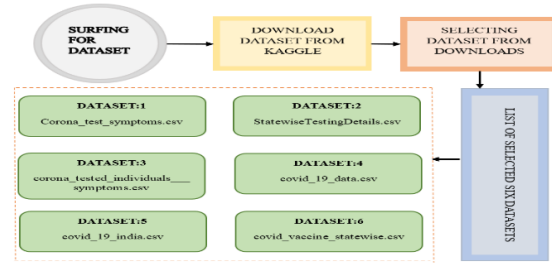 SURFING
FOR
DATASET
DOWNLOAD
DATASET FROM
KAGGLE
SELECTING
DATASET FROM
DOWNLOADS
LIST OF SELECTED SIX DATASETS
DATASET:1
Corona_test_symptoms.csv
DATASET:2
StatewiseTestingDetails.csv
DATASET:3
corona_tested_individuals___
symptoms.csv
DATASET:4
covid_19_data.csv
DATASET:5
covid_19_india.csv
DATASET:6
covid_vaccine_statewise.csv